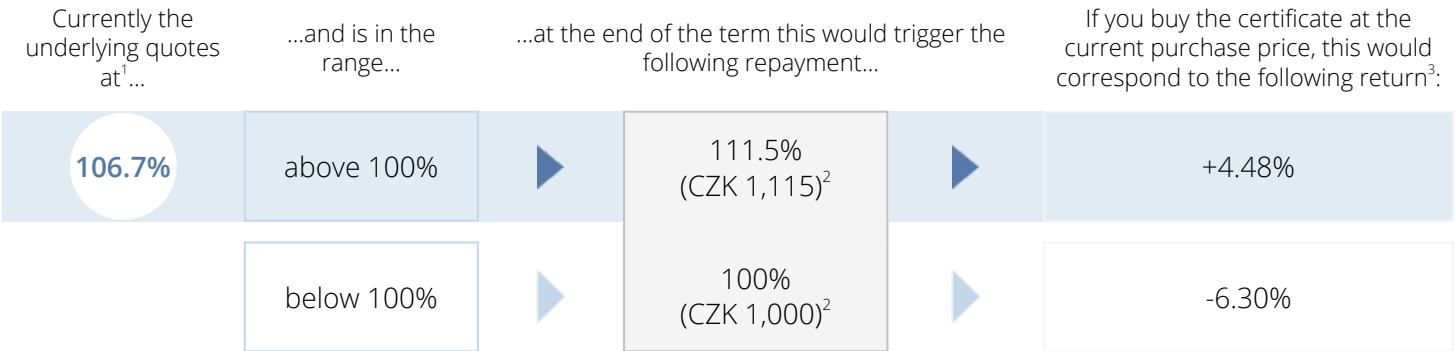 Currently the
underlying quotes
at¹...
...and is in the
range...
...at the end of the term this would trigger the
following repayment...
If you buy the certificate at the
current purchase price, this would
correspond to the following return³:
106.7%
above 100%
111.5%
(CZK 1,115)²
+4.48%
below 100%
100%
(CZK 1,000)²
-6.30%